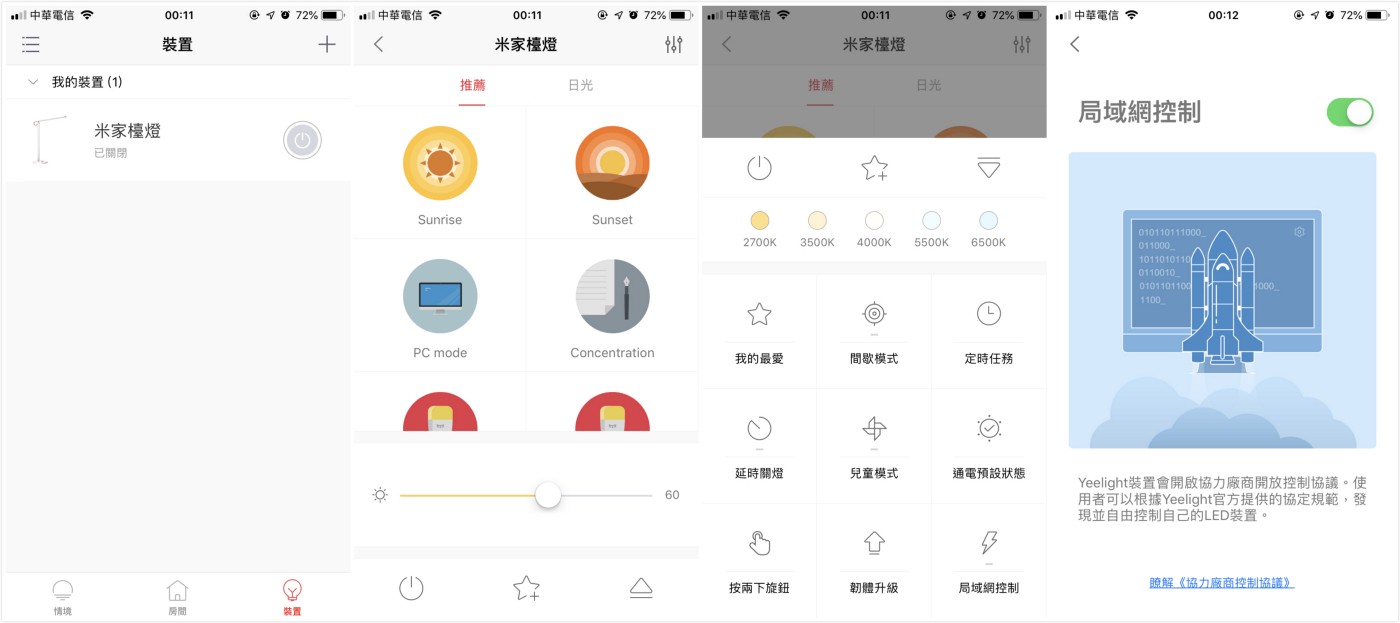 中華電信
00:11
72%
裝置
我的裝置 (1)
米家檯燈
已關閉
情境
房間
裝置
中華電信
00:11
72%
米家檯燈
推薦
日光
Sunrise
Sunset
PC mode
Concentration
60
中華電信
00:11
72%
米家檯燈
推薦
日光
2700K
3500K
4000K
5500K
6500K
我的最愛
間歇模式
定時任務
延時關燈
兒童模式
通電預設狀態
按兩下旋鈕
韌體升級
局域網控制
中華電信
00:12
72%
局域網控制
010110111000_
011000_
1011010110
0110010_
0101101100
1000_
1100_
Yeelight裝置會開啟協力廠商開放控制協議。使
用者可以根據Yeelight官方提供的協定規範，發
現並自由控制自己的LED裝置。
瞭解《協力廠商控制協議》